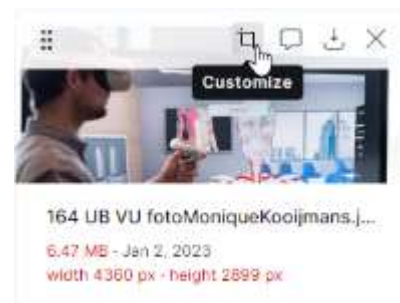 Customize
164 UB VU fotoMoniqueKooijmans.j...
6.47 MB - Jan 2, 2023
width 4360 px - height 2899 px